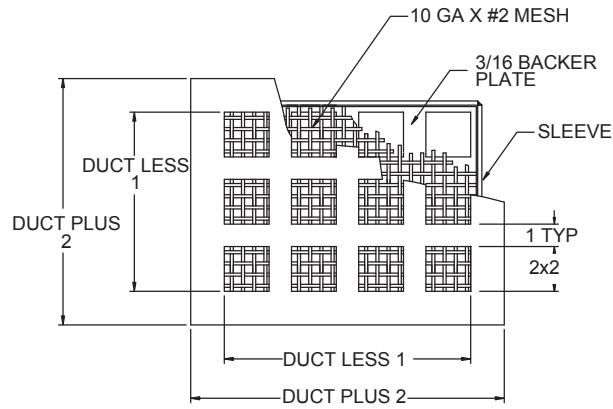 10 GA X #2 MESH
3/16 BACKER
PLATE
SLEEVE
DUCT LESS
1
DUCT PLUS
2
1 TYP
2x2
DUCT LESS 1
DUCT PLUS 2